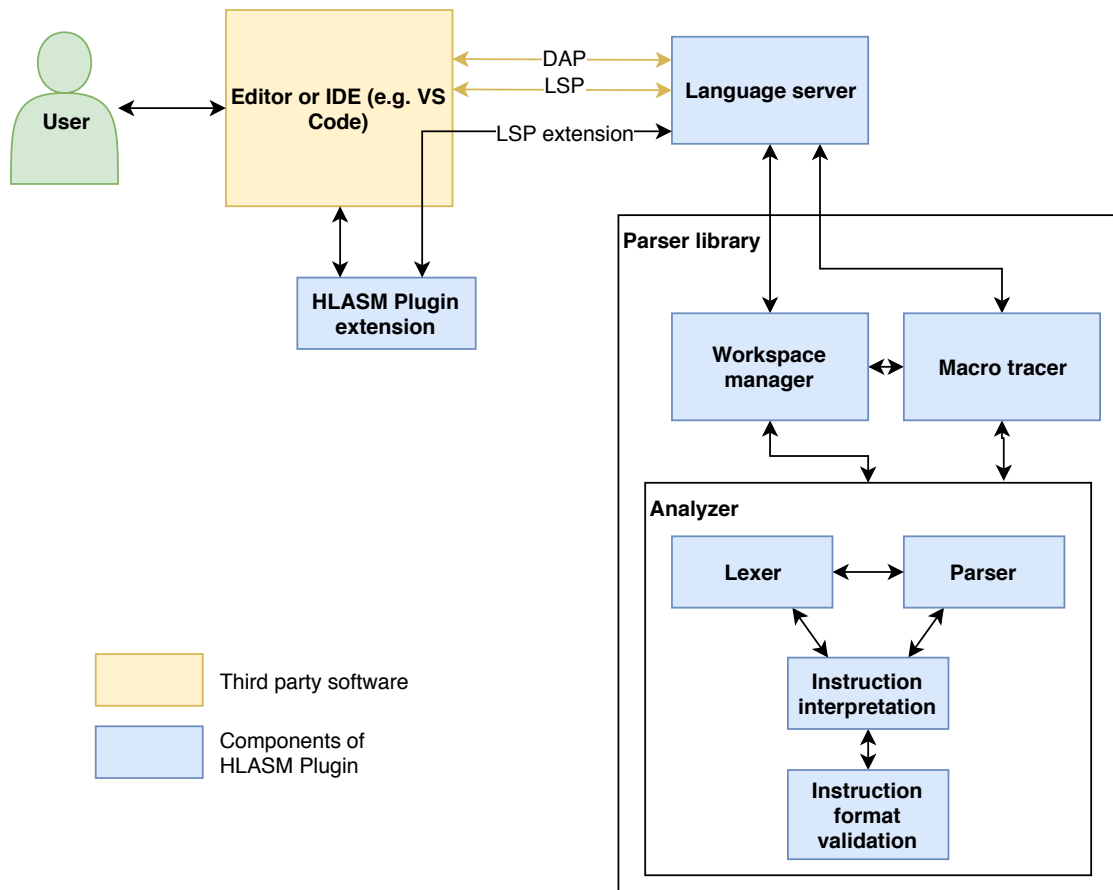 User
Editor or IDE (e.g. VS
Code)
DAP
LSP
LSP extension
Language server
HLASM Plugin
extension
Parser library
Workspace
manager
Macro tracer
Analyzer
Lexer
Parser
Instruction
interpretation
Instruction
format
validation
Third party software
Components of
HLASM Plugin